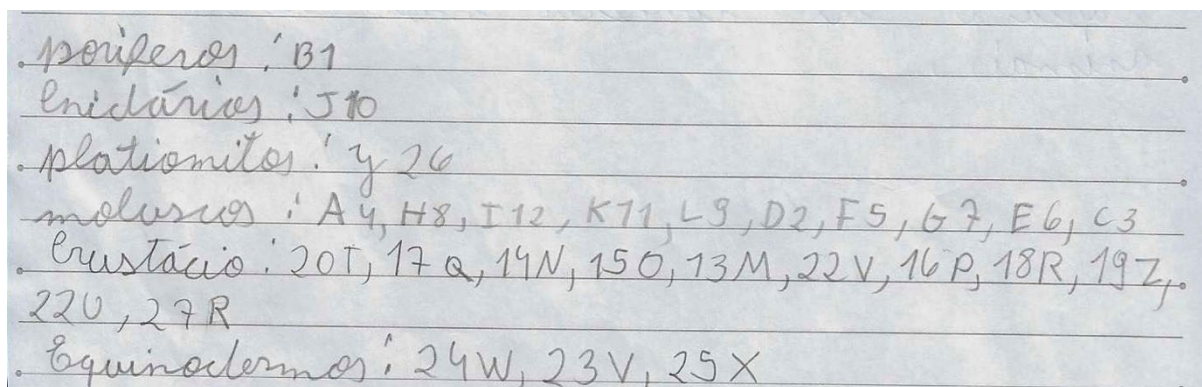 . poríferos : B1
Cnidários : J10
. platiomitos : y 26
moluscos : A4, H8, I12, K11, L9, D2, F5, G7, E6, C3
. Crustácio : 20T, 17Q, 14N, 15O, 13M, 22V, 16P, 18R, 19Z,
22U, 27R
. Equinodermos : 24W, 23V, 25X